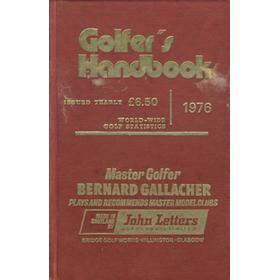 Golfer's
Handbook
ISSUED YEARLY £6.50
1976
WORLD-WIDE
GOLF STATISTICS
Master Golfer
BERNARD GALLACHER
PLAYS AND RECOMMENDS MASTER MODEL CLUBS
MADE IN
SCOTLAND
BY
John Letters
BRIDGE GOLF WORKS · HILLINGTON · GLASGOW